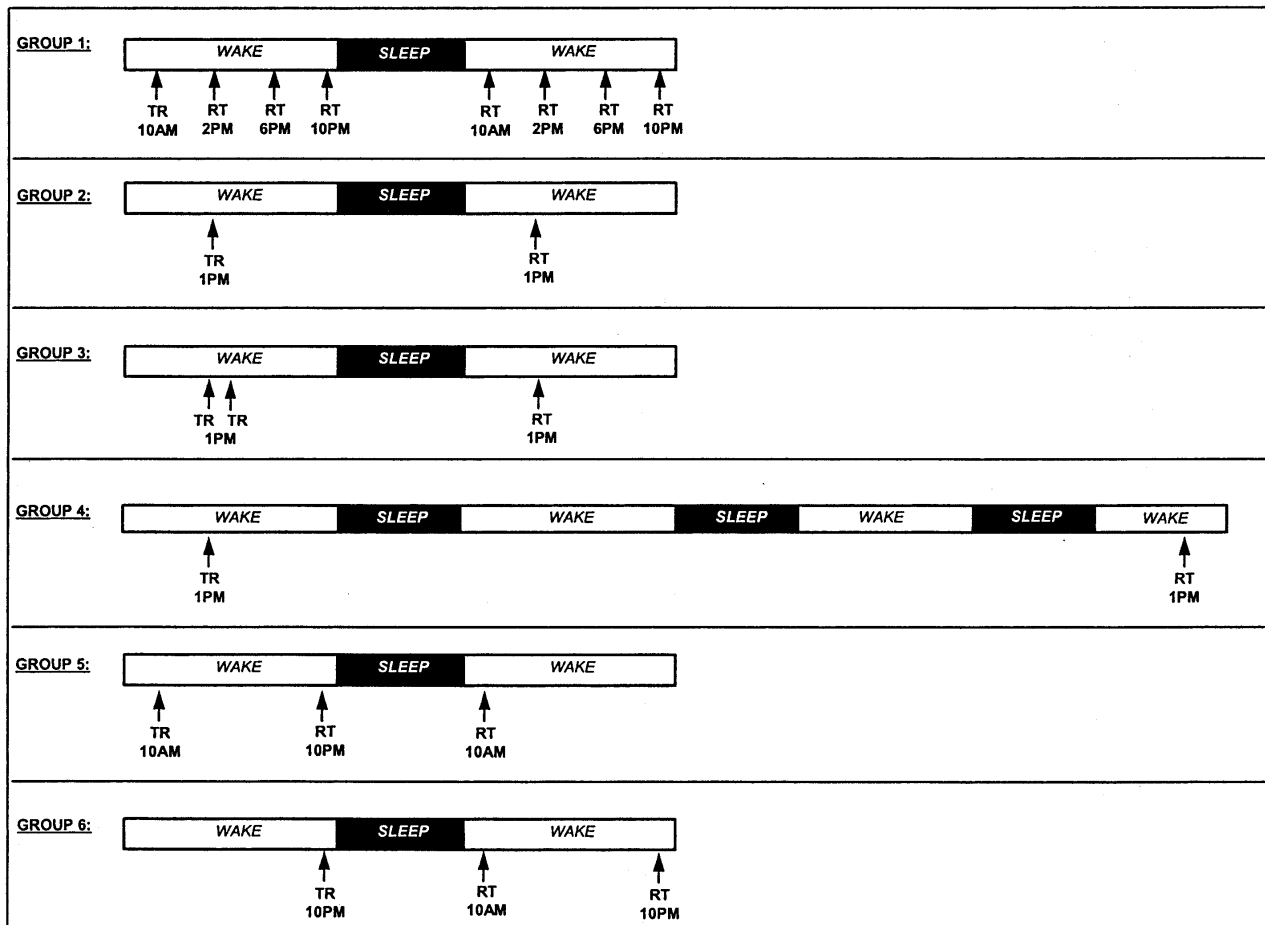 GROUP 1:
WAKE SLEEP WAKE
TR RT RT RT RT RT RT RT
10AM 2PM 6PM 10PM 10AM 2PM 6PM 10PM
GROUP 2:
WAKE SLEEP WAKE
TR RT
1PM 1PM
GROUP 3:
WAKE SLEEP WAKE
TR TR RT
1PM 1PM
GROUP 4:
WAKE SLEEP WAKE SLEEP WAKE SLEEP WAKE
TR RT
1PM 1PM
GROUP 5:
WAKE SLEEP WAKE
TR RT RT
10AM 10PM 10AM
GROUP 6:
WAKE SLEEP WAKE
TR RT RT
10PM 10AM 10PM